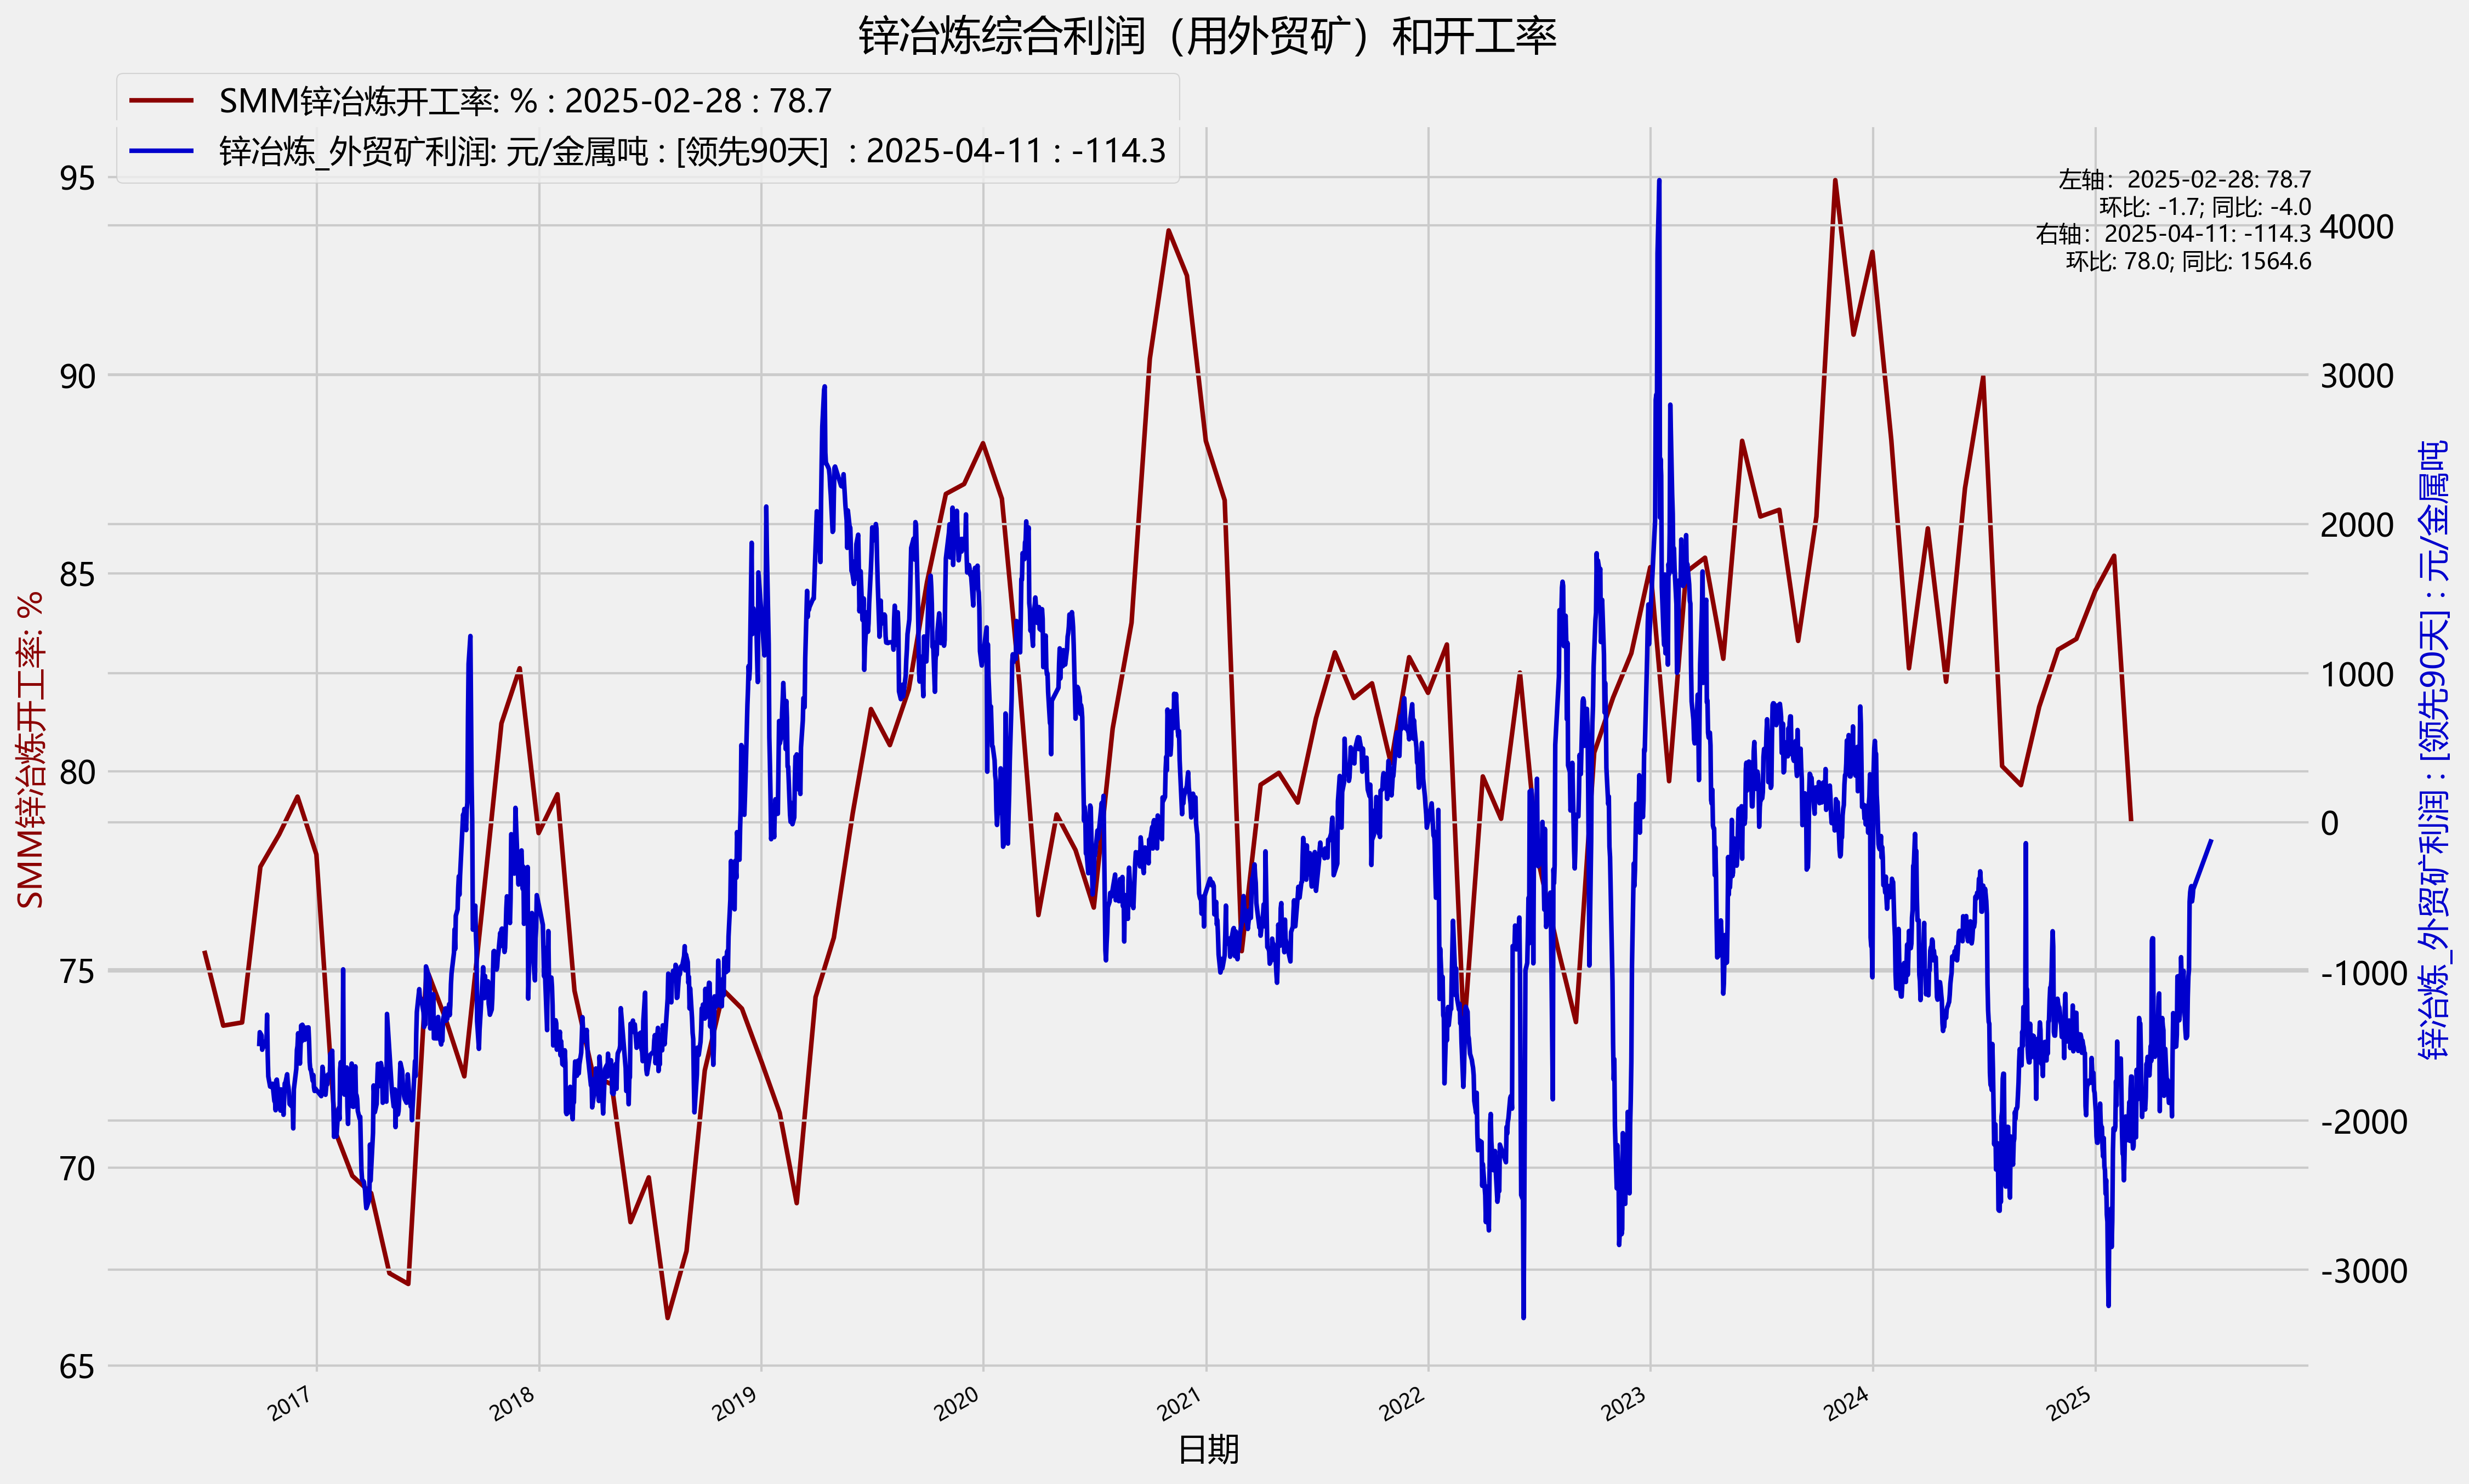 锌冶炼综合利润（用外贸矿）和开工率
SMM锌冶炼开工率: % : 2025-02-28 : 78.7
锌冶炼_外贸矿利润: 元/金属吨 : [领先90天] : 2025-04-11 : -114.3
左轴: 2025-02-28: 78.7
环比: -1.7; 同比: -4.0
右轴: 2025-04-11: -114.3
环比: 78.0; 同比: 1564.6
SMM锌冶炼开工率: %
95
90
85
80
75
70
65
4000
3000
2000
1000
0
-1000
-2000
-3000
锌冶炼_外贸矿利润 : [领先90天] : 元/金属吨
2017
2018
2019
2020
2021
2022
2023
2024
2025
日期